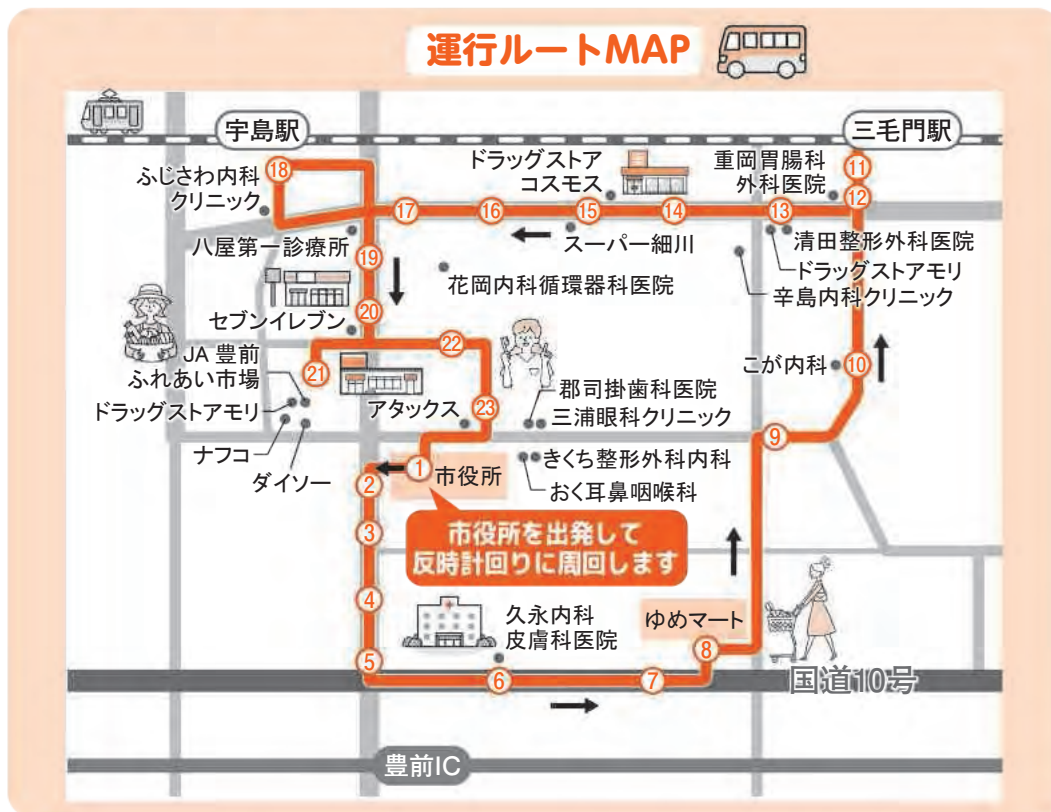 運行ルートMAP
宇島駅
三毛門駅
ふじさわ内科
クリニック
⑱
ドラッグストア
コスモス
重岡胃腸科
外科医院
⑪
⑫
⑰
⑯
⑮
⑭
⑬
八屋第一診療所
スーパー細川
清田整形外科医院
ドラッグストアモリ
辛島内科クリニック
⑲
花岡内科循環器科医院
セブンイレブン
⑳
㉒
JA 豊前
ふれあい市場
㉑
こが内科
⑩
ドラッグストアモリ
アタックス
㉓
郡司掛歯科医院
三浦眼科クリニック
⑨
ナフコ
ダイソー
①
市役所
きくち整形外科内科
おく耳鼻咽喉科
②
③
市役所を出発して
反時計回りに周回します
④
久永内科
皮膚科医院
ゆめマート
⑤
⑥
⑦
⑧
国道10号
豊前IC